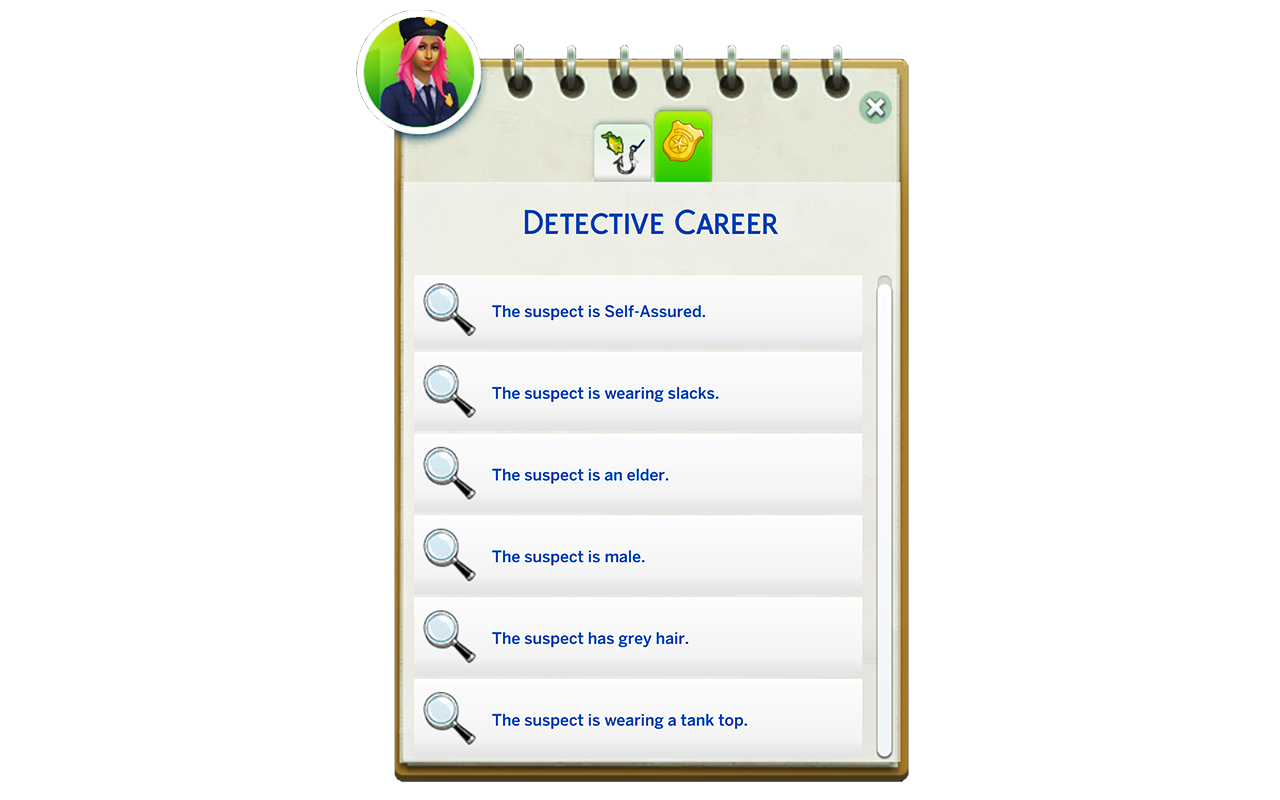 Detective Career
The suspect is Self-Assured.
The suspect is wearing slacks.
The suspect is an elder.
The suspect is male.
The suspect has grey hair.
The suspect is wearing a tank top.